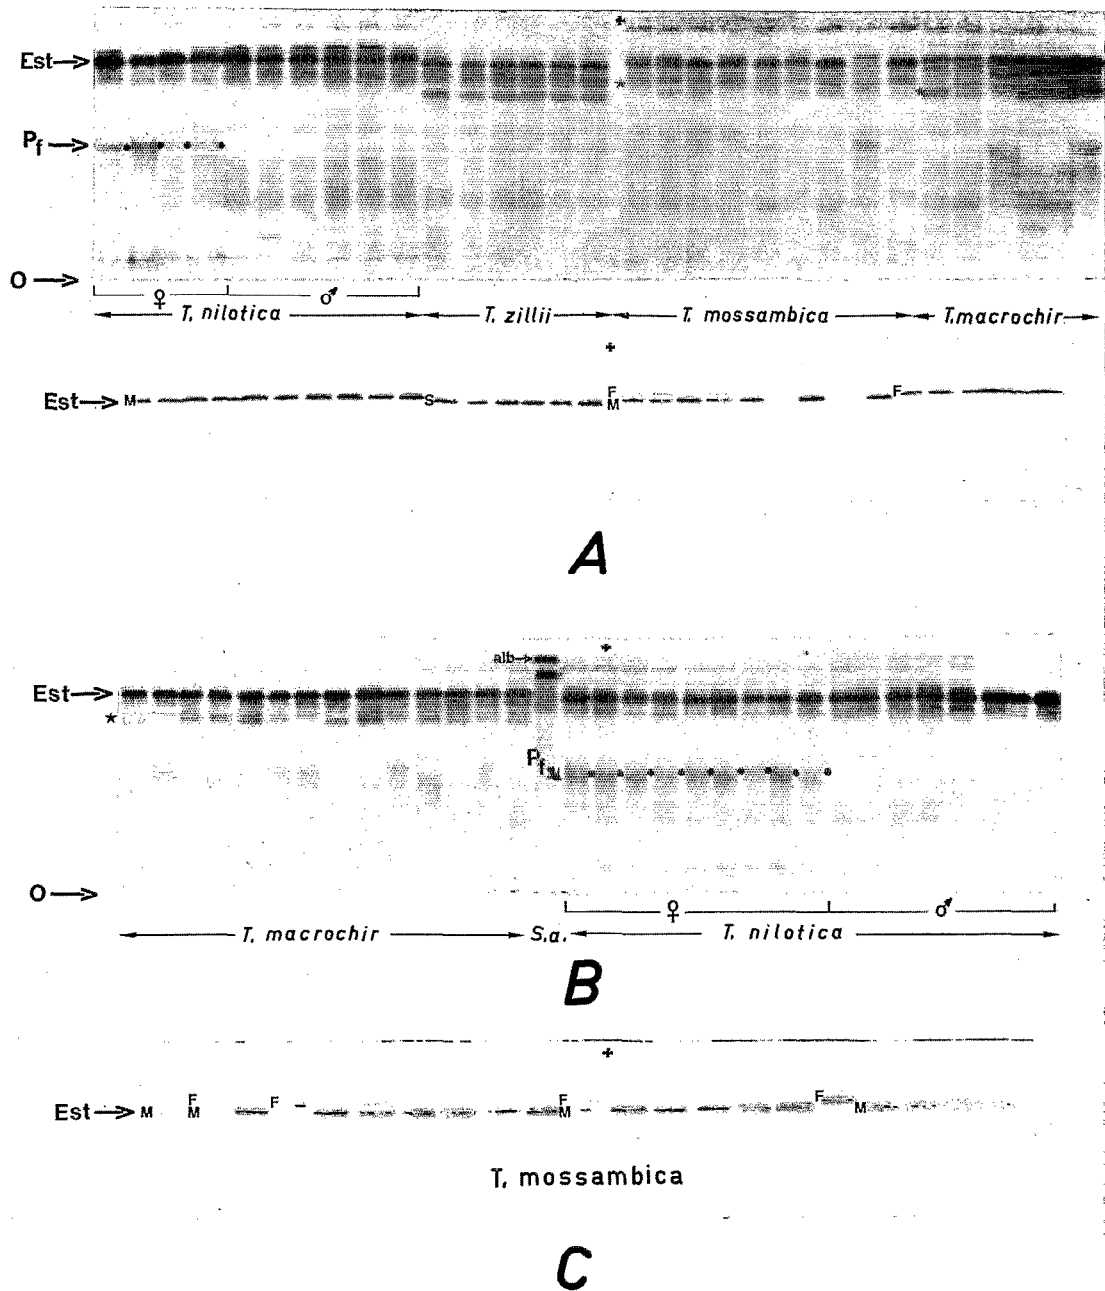 +
Est→
*
Pf→
O→
♀ ♂
T. nilotica T. zillii T. mossambica T. macrochir
+
Est→ M S F M F
A
alb→
+
Est→
*
Pf
O→
♀ ♂
T. macrochir S.a. T. nilotica
B
+
Est→ M F M F F M F M
T. mossambica
C